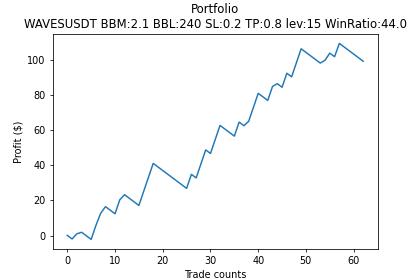 Portfolio
WAVESUSDT BBM:2.1 BBL:240 SL:0.2 TP:0.8 lev:15 WinRatio:44.0
100
80
60
40
20
0
Profit ($)
0 10 20 30 40 50 60
Trade counts